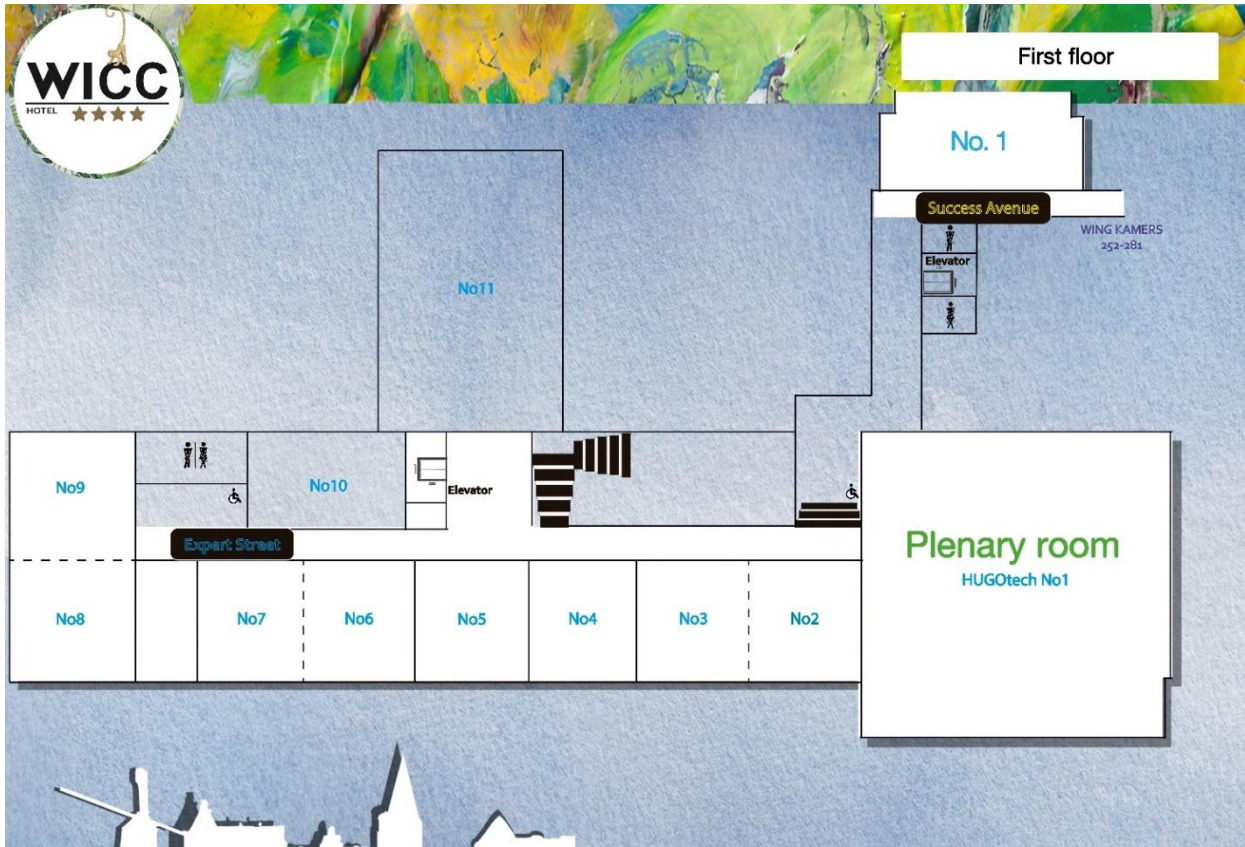 WICC
HOTEL
First floor
No. 1
Success Avenue
WING KAMERS
252-281
Elevator
No11
No9
No10
Elevator
Expert Street
Plenary room
HUGOtech No1
No8
No7
No6
No5
No4
No3
No2